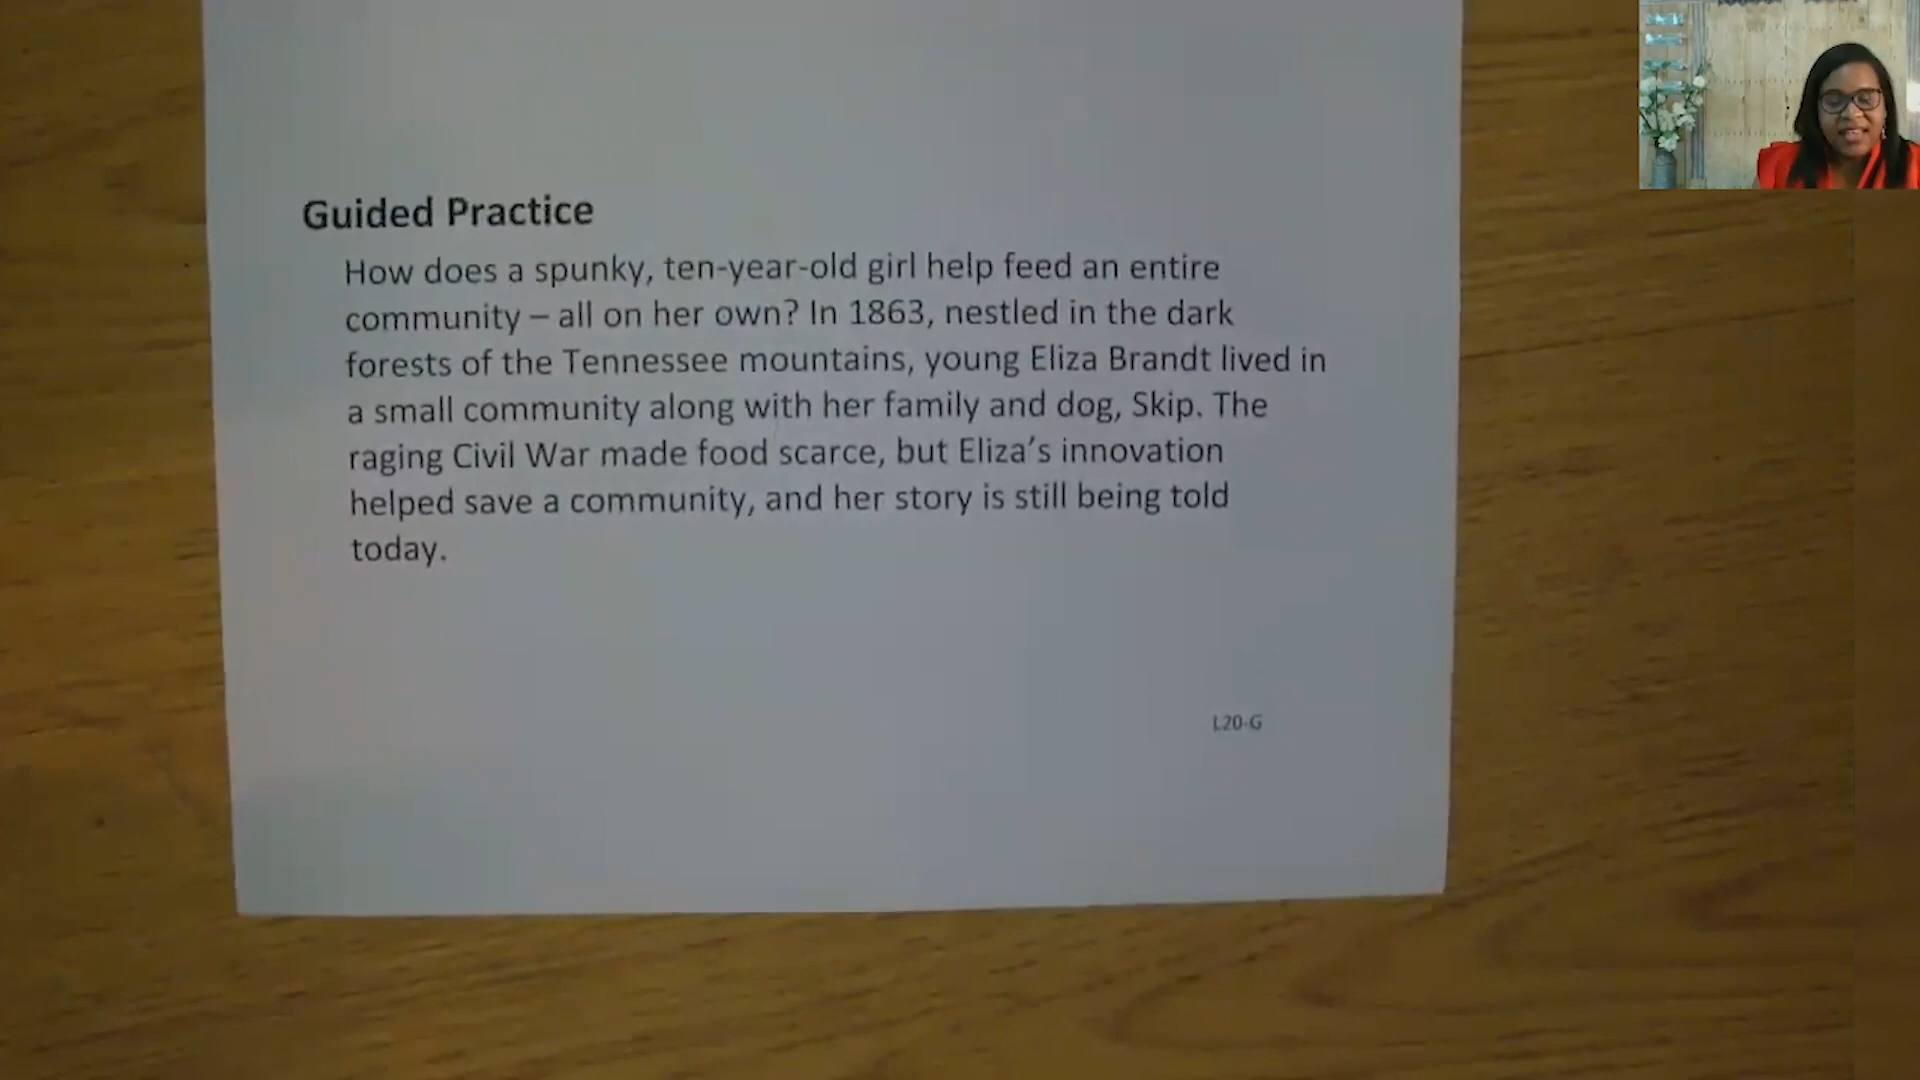 Guided Practice
How does a spunky, ten-year-old girl help feed an entire
community – all on her own? In 1863, nestled in the dark
forests of the Tennessee mountains, young Eliza Brandt lived in
a small community along with her family and dog, Skip. The
raging Civil War made food scarce, but Eliza’s innovation
helped save a community, and her story is still being told
today.
L20-G